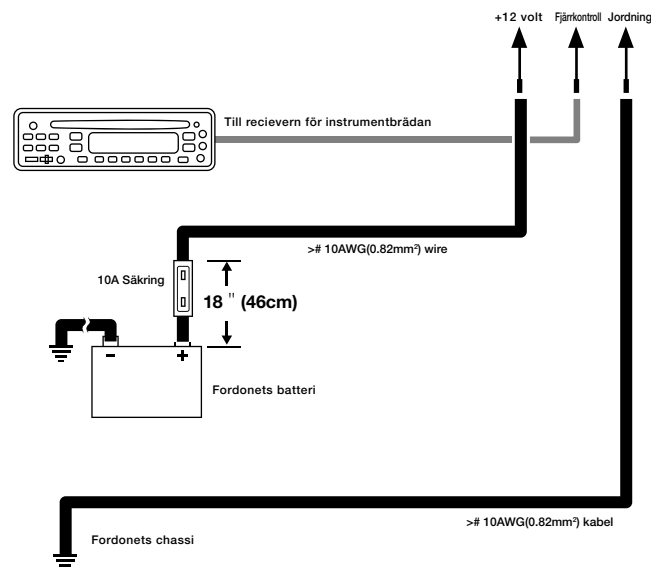 +12 volt Fjärrkontroll Jordning
Till recievern för instrumentbrädan
># 10AWG(0.82mm²) wire
10A Säkring
18 " (46cm)
- +
Fordonets batteri
># 10AWG(0.82mm²) kabel
Fordonets chassi